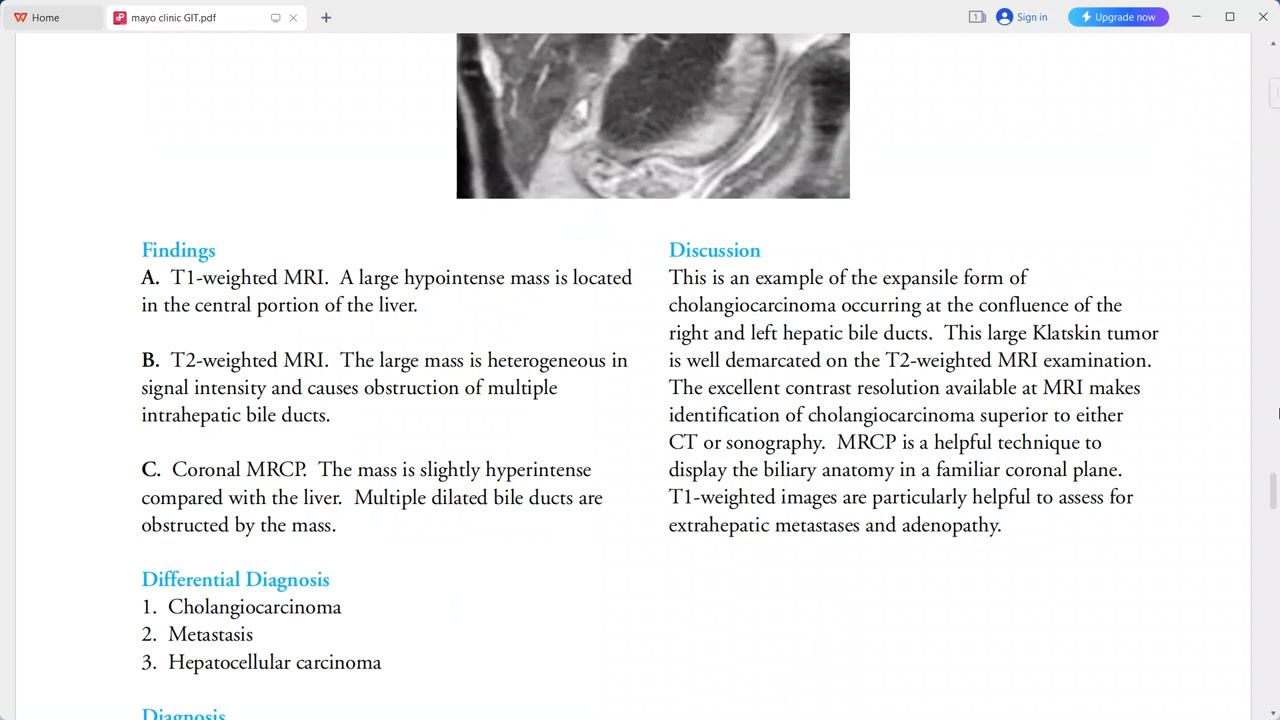 Home
mayo clinic GIT.pdf
1
Sign in
Upgrade now
Findings
A. T1-weighted MRI. A large hypointense mass is located
in the central portion of the liver.
B. T2-weighted MRI. The large mass is heterogeneous in
signal intensity and causes obstruction of multiple
intrahepatic bile ducts.
C. Coronal MRCP. The mass is slightly hyperintense
compared with the liver. Multiple dilated bile ducts are
obstructed by the mass.
Differential Diagnosis
1. Cholangiocarcinoma
2. Metastasis
3. Hepatocellular carcinoma
Diagnosis
Discussion
This is an example of the expansile form of
cholangiocarcinoma occurring at the confluence of the
right and left hepatic bile ducts. This large Klatskin tumor
is well demarcated on the T2-weighted MRI examination.
The excellent contrast resolution available at MRI makes
identification of cholangiocarcinoma superior to either
CT or sonography. MRCP is a helpful technique to
display the biliary anatomy in a familiar coronal plane.
T1-weighted images are particularly helpful to assess for
extrahepatic metastases and adenopathy.